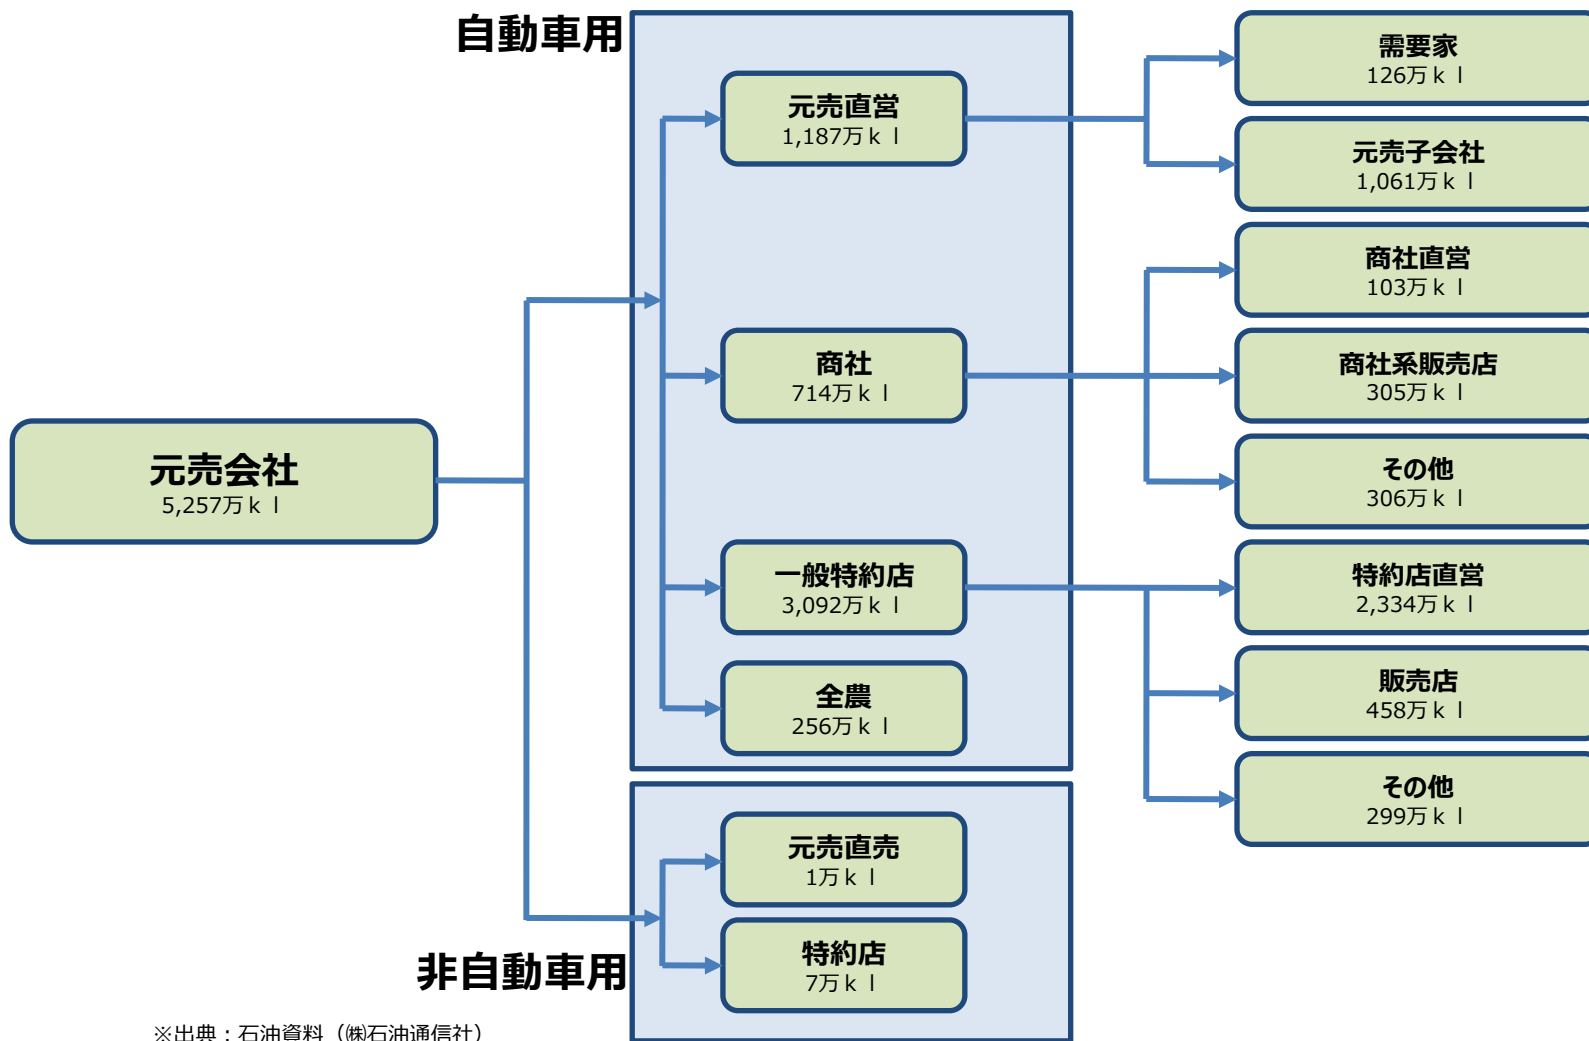 自動車用
元売会社
5,257万ｋｌ
元売直営
1,187万ｋｌ
商社
714万ｋｌ
一般特約店
3,092万ｋｌ
全農
256万ｋｌ
需要家
126万ｋｌ
元売子会社
1,061万ｋｌ
商社直営
103万ｋｌ
商社系販売店
305万ｋｌ
その他
306万ｋｌ
特約店直営
2,334万ｋｌ
販売店
458万ｋｌ
その他
299万ｋｌ
非自動車用
元売直売
1万ｋｌ
特約店
7万ｋｌ
※出典：石油資料（㈱石油通信社）